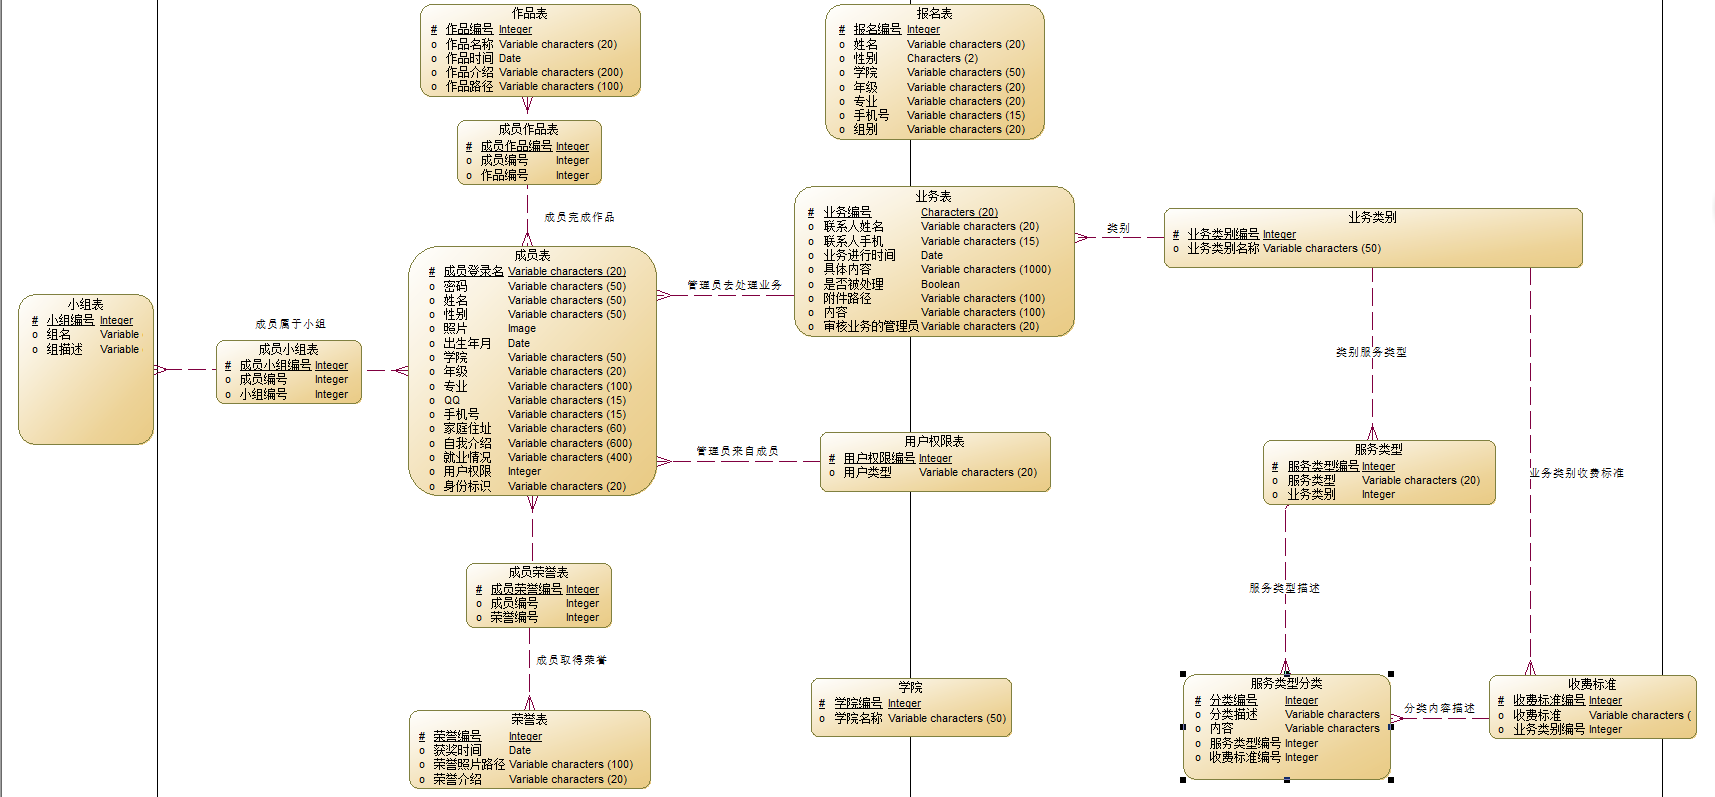 作品表
# 作品编号 Integer
o 作品名称 Variable characters (20)
o 作品时间 Date
o 作品介绍 Variable characters (200)
o 作品路径 Variable characters (100)
报名表
# 报名编号 Integer
o 姓名 Variable characters (20)
o 性别 Characters (2)
o 学院 Variable characters (50)
o 年级 Variable characters (20)
o 专业 Variable characters (20)
o 手机号 Variable characters (15)
o 组别 Variable characters (20)
成员作品表
# 成员作品编号 Integer
o 成员编号 Integer
o 作品编号 Integer
成员完成作品
业务表
# 业务编号 Characters (20)
o 联系人姓名 Variable characters (20)
o 联系人手机 Variable characters (15)
o 业务进行时间 Date
o 具体内容 Variable characters (1000)
o 是否被处理 Boolean
o 附件路径 Variable characters (100)
o 内容 Variable characters (100)
o 审核业务的管理员 Variable characters (20)
类别
业务类别
# 业务类别编号 Integer
o 业务类别名称 Variable characters (50)
小组表
# 小组编号 Integer
o 组名 Variable
o 组描述 Variable
成员属于小组
成员小组表
# 成员小组编号 Integer
o 成员编号 Integer
o 小组编号 Integer
成员表
# 成员登录名 Variable characters (20)
o 密码 Variable characters (50)
o 姓名 Variable characters (50)
o 性别 Variable characters (50)
o 照片 Image
o 出生年月 Date
o 学院 Variable characters (50)
o 年级 Variable characters (20)
o 专业 Variable characters (100)
o QQ Variable characters (15)
o 手机号 Variable characters (15)
o 家庭住址 Variable characters (60)
o 自我介绍 Variable characters (600)
o 就业情况 Variable characters (400)
o 用户权限 Integer
o 身份标识 Variable characters (20)
管理员去处理业务
管理员来自成员
用户权限表
# 用户权限编号 Integer
o 用户类型 Variable characters (20)
类别服务类型
服务类型
# 服务类型编号 Integer
o 服务类型 Variable characters (20)
o 业务类别 Integer
业务类别收费标准
服务类型描述
成员荣誉表
# 成员荣誉编号 Integer
o 成员编号 Integer
o 荣誉编号 Integer
成员取得荣誉
荣誉表
# 荣誉编号 Integer
o 获奖时间 Date
o 荣誉照片路径 Variable characters (100)
o 荣誉介绍 Variable characters (20)
学院
# 学院编号 Integer
o 学院名称 Variable characters (50)
服务类型分类
# 分类编号 Integer
o 分类描述 Variable characters
o 内容 Variable characters
o 服务类型编号 Integer
o 收费标准编号 Integer
分类内容描述
收费标准
# 收费标准编号 Integer
o 收费标准 Variable characters (
o 业务类别编号 Integer